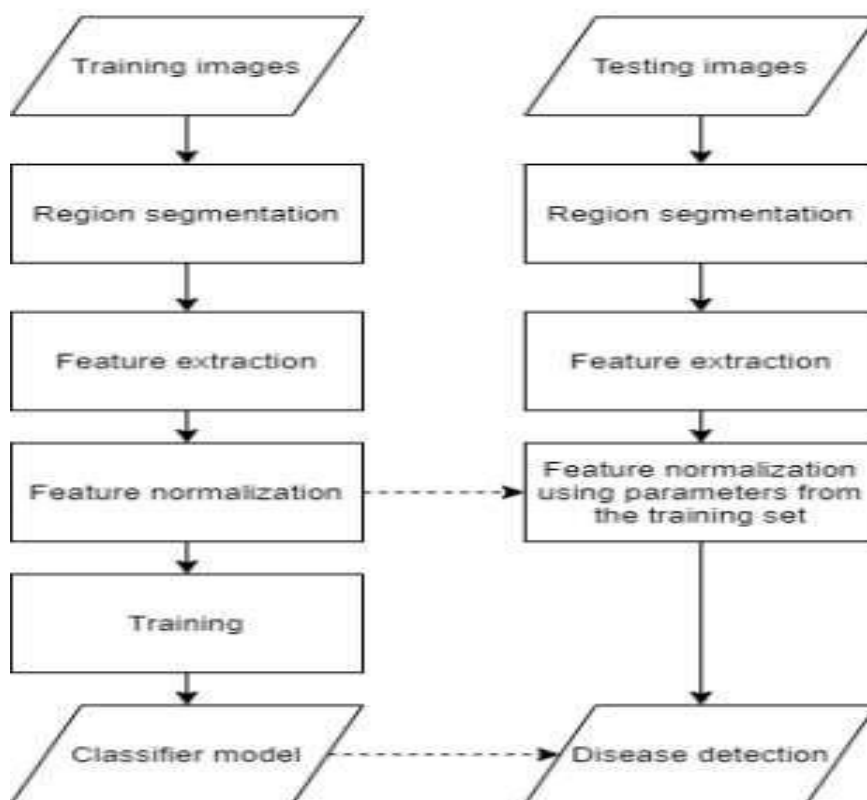 Training images
Region segmentation
Feature extraction
Feature normalization
Training
Classifier model
Testing images
Region segmentation
Feature extraction
Feature normalization
using parameters from
the training set
Disease detection